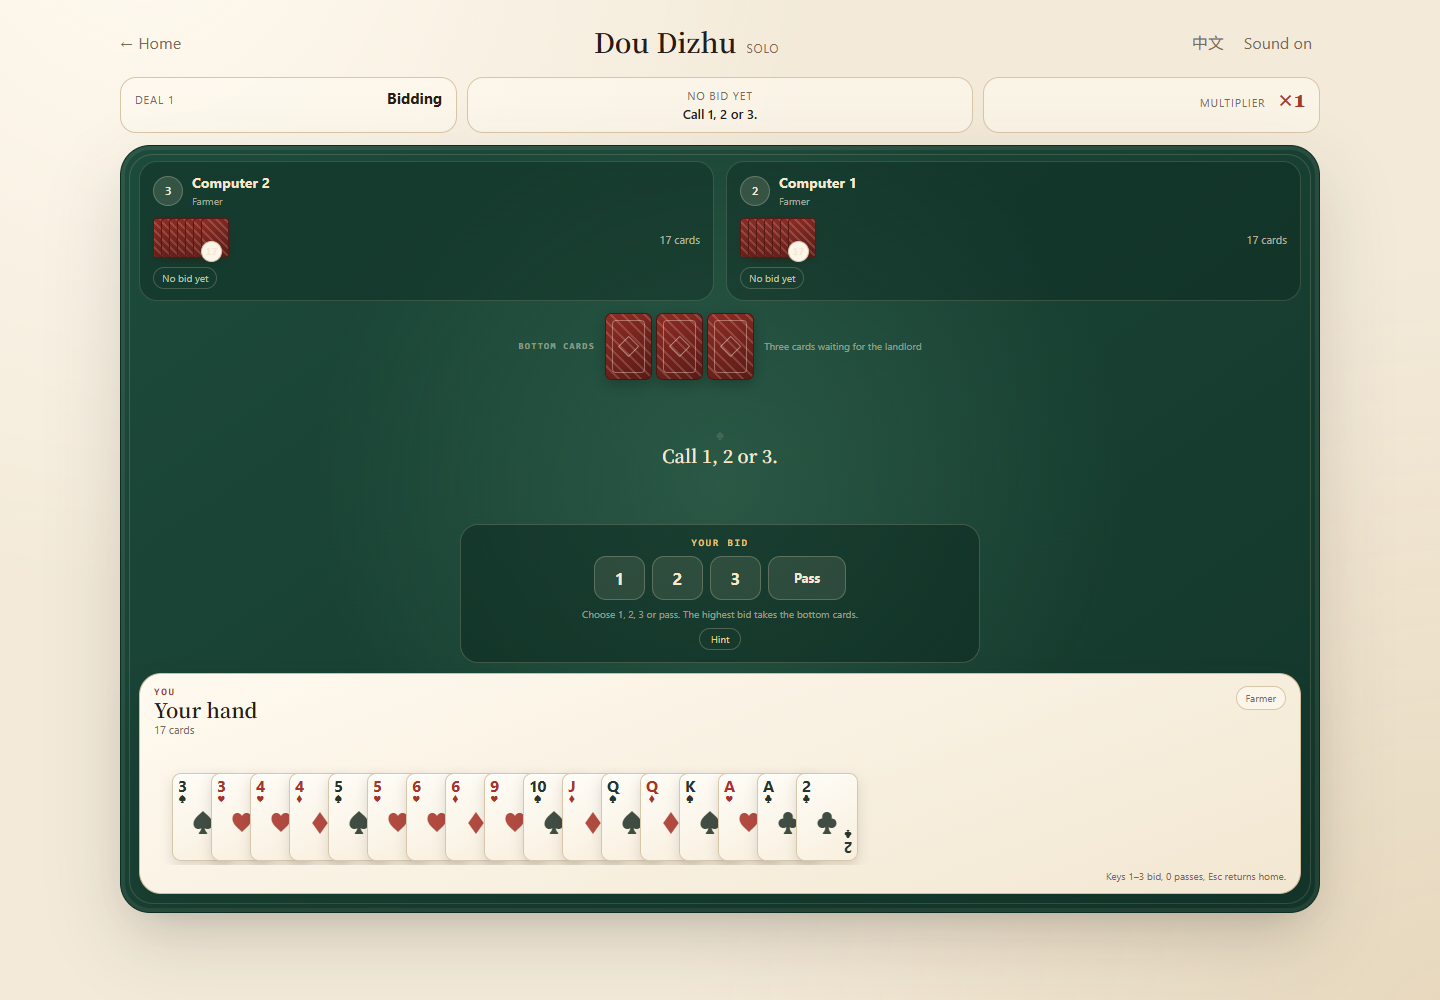 ← Home
Dou Dizhu SOLO
中文 Sound on
DEAL 1 Bidding
NO BID YET
Call 1, 2 or 3.
MULTIPLIER ×1
3 Computer 2
Farmer
17 cards
No bid yet
2 Computer 1
Farmer
17 cards
No bid yet
BOTTOM CARDS
Three cards waiting for the landlord
Call 1, 2 or 3.
YOUR BID
1 2 3 Pass
Choose 1, 2, 3 or pass. The highest bid takes the bottom cards.
Hint
YOU
Your hand
17 cards
Farmer
3 3 4 4 5 5 6 6 9 10 J Q Q K A A 2
2
Keys 1–3 bid, 0 passes, Esc returns home.